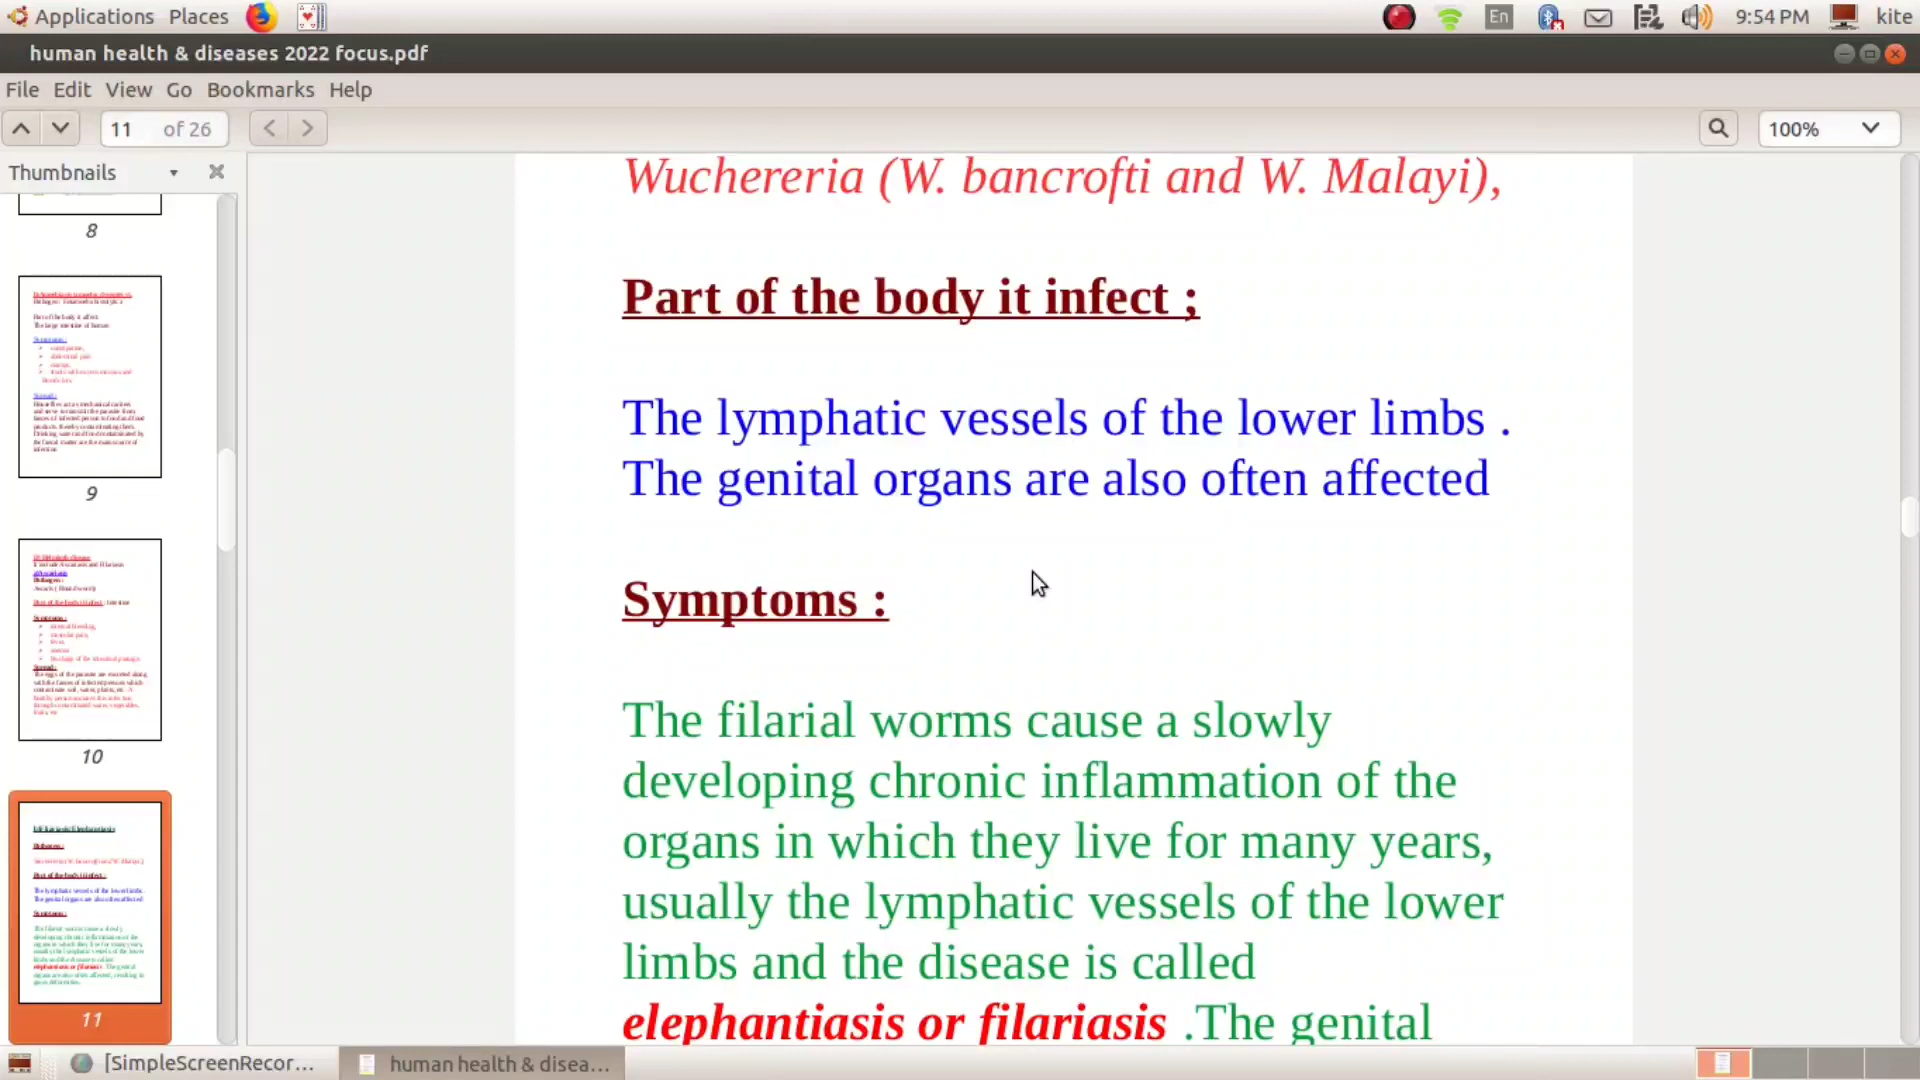 Applications Places En 9:54 PM kite
human health & diseases 2022 focus.pdf
File Edit View Go Bookmarks Help
11 of 26 100%
Thumbnails
8
9
10
11
Wuchereria (W. bancrofti and W. Malayi),
Part of the body it infect ;
The lymphatic vessels of the lower limbs .
The genital organs are also often affected
Symptoms :
The filarial worms cause a slowly
developing chronic inflammation of the
organs in which they live for many years,
usually the lymphatic vessels of the lower
limbs and the disease is called
elephantiasis or filariasis .The genital
[SimpleScreenRecor... human health & disea...